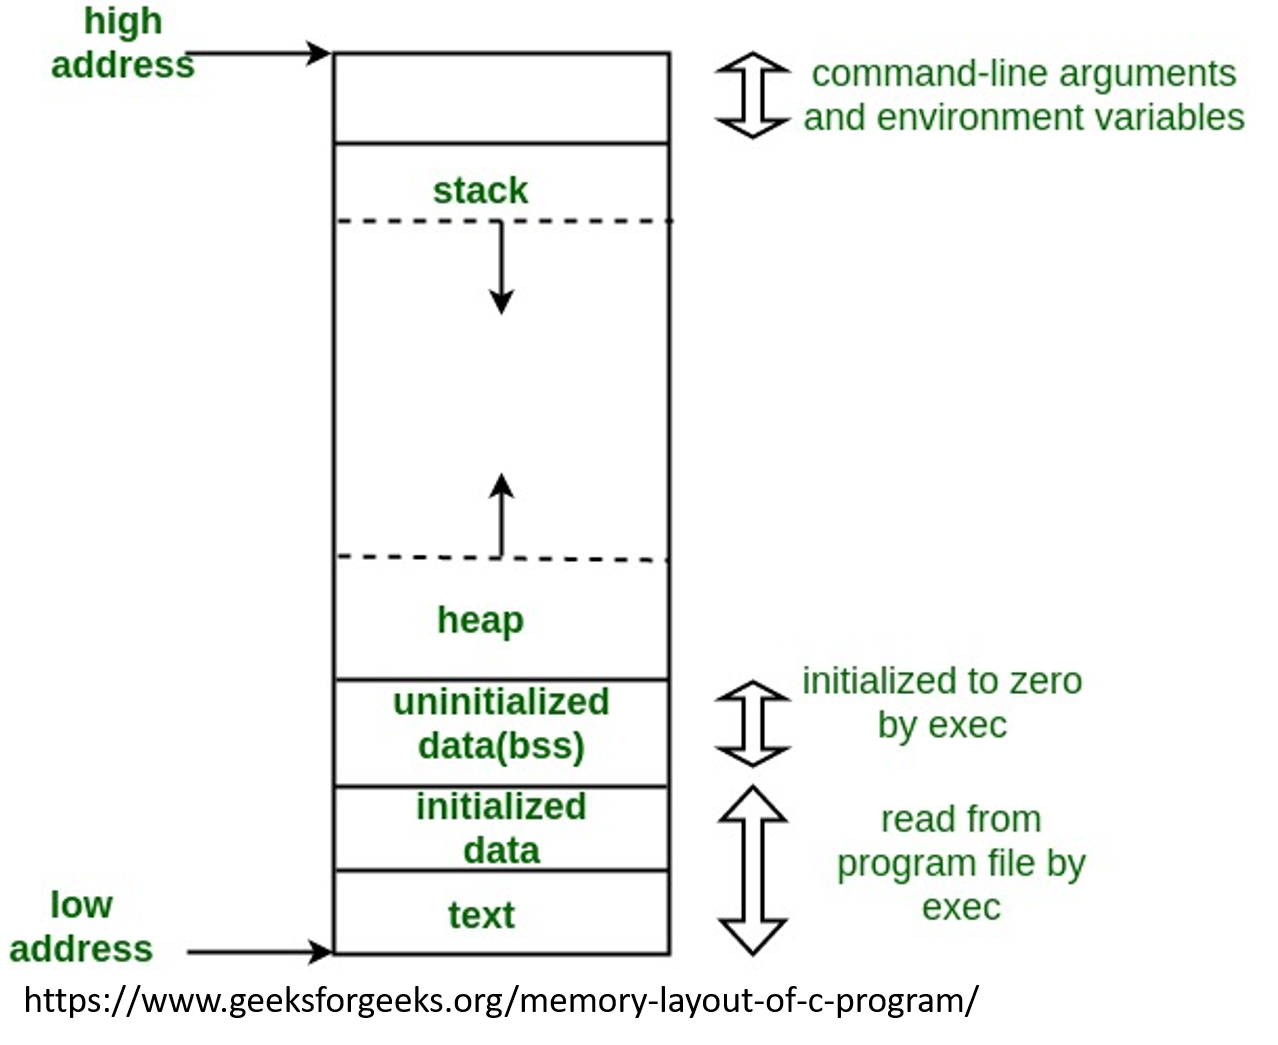 high
address
command-line arguments
and environment variables
stack
heap
uninitialized
data(bss)
initialized to zero
by exec
initialized
data
read from
program file by
exec
text
low
address
https://www.geeksforgeeks.org/memory-layout-of-c-program/